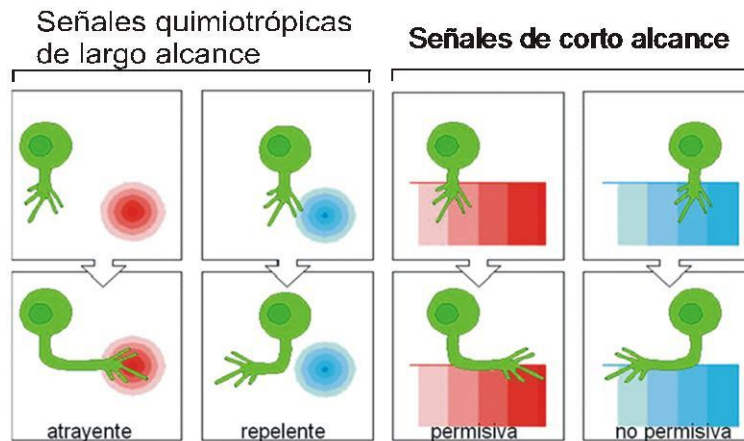 Señales quimiotrópicas
de largo alcance
Señales de corto alcance
atrayente
repelente
permisiva
no permisiva